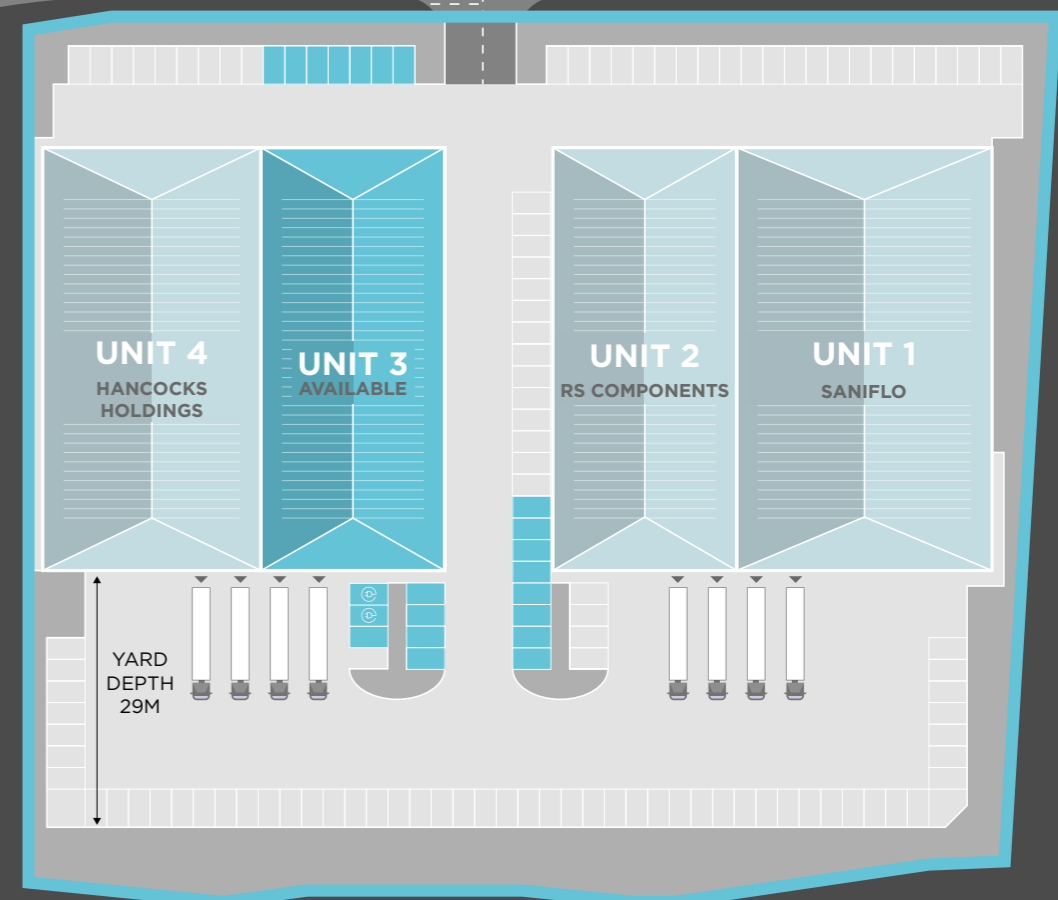 UNIT 4
HANCOCKS
HOLDINGS
UNIT 3
AVAILABLE
UNIT 2
RS COMPONENTS
UNIT 1
SANIFLO
YARD
DEPTH
29M